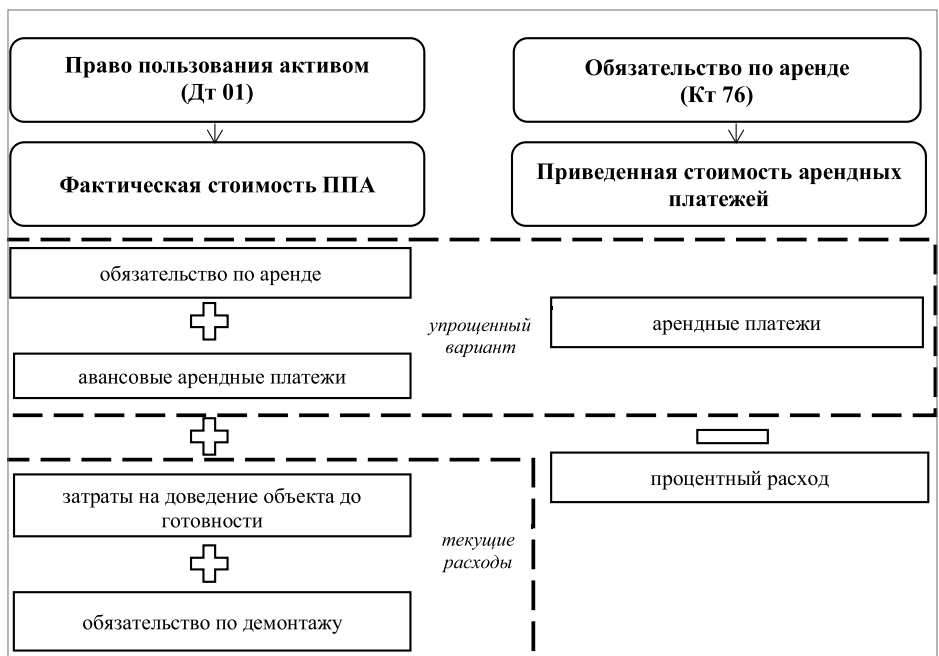 Право пользования активом
(Дт 01)
Обязательство по аренде
(Кт 76)
Фактическая стоимость ППА
Приведенная стоимость арендных
платежей
обязательство по аренде
упрощенный
вариант
арендные платежи
авансовые арендные платежи
процентный расход
затраты на доведение объекта до
готовности
текущие
расходы
обязательство по демонтажу